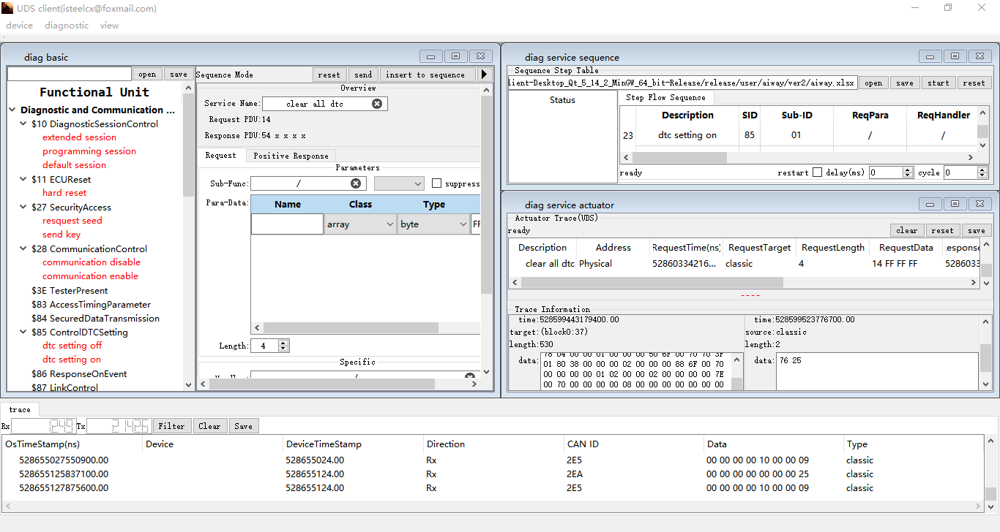 UDS client(isteelcx@foxmail.com)
device diagnostic view
diag basic
open save
Functional Unit
Diagnostic and Communication ...
$10 DiagnosticSessionControl
extended session
programming session
default session
$11 ECUReset
hard reset
$27 SecurityAccess
resquest seed
send key
$28 CommunicationControl
communication disable
communication enable
$3E TesterPresent
$83 AccessTimingParameter
$84 SecuredDataTransmission
$85 ControlDTCSetting
dtc setting off
dtc setting on
$86 ResponseOnEvent
$87 LinkControl
Sequence Mode reset send insert to sequence
Overview
Service Name: clear all dtc
Request PDU:14
Response PDU:54 x x x x
Request Positive Response
Parameters
Sub-Func: / suppress
Para-Data: Name Class Type
array byte FF
Length: 4
Specific
diag service sequence
Sequence Step Table
lient-Desktop_Qt_5_14_2_MinGW_64_bit-Release/release/user/aiway/ver2/aiway.xlsx open save start reset
Status
Step Flow Sequence
Description SID Sub-ID ReqPara ReqHandler
23 dtc setting on 85 01 / /
ready restart delay(ms) 0 cycle 0
diag service actuator
Actuator Trace(UDS)
ready clear reset save
Description Address RequestTime(ns) RequestTarget RequestLength RequestData esponse
clear all dtc Physical 52860334216... classic 4 14 FF FF FF 5286033
----
Trace Information
time:528599443179400.00
target:(block0:37)
length:530
data: 78 04 00 00 01 00 00 00 50 6F 00 70 70 3F
01 80 38 00 00 00 02 00 00 00 88 6F 00 70
00 00 00 00 01 02 00 00 02 00 00 00 00 7E
00 70 00 00 00 00 08 00 00 00 00 00 00 00
time:528599523776700.00
source:classic
length:2
data: 76 25
trace
Rx 1249 Tx 21426 Filter Clear Save
OsTimeStamp(ns) Device DeviceTimeStamp Direction CAN ID Data Type
528655027550900.00 528655024.00 Rx 2E5 00 00 00 00 10 00 00 09 classic
528655125837100.00 528655124.00 Rx 2EA 00 00 00 00 00 00 00 25 classic
528655127875600.00 528655124.00 Rx 2E5 00 00 00 00 10 00 00 09 classic